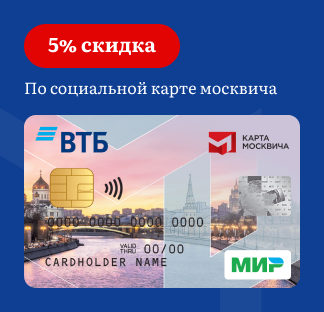 5% скидка
По социальной карте москвича
ВТБ
КАРТА
МОСКВИЧА
0000 0000 0000 0000
VALID
THRU 00/00
CARDHOLDER NAME
МИР